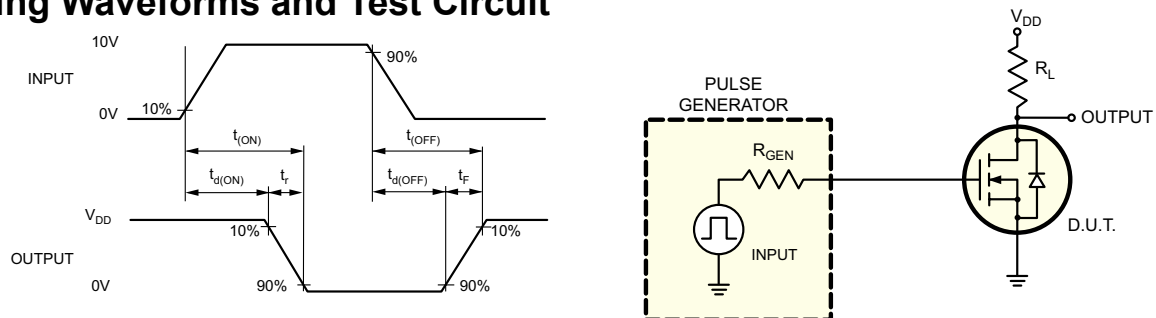 ing Waveforms and Test Circuit
10V
INPUT
0V
10%
90%
t(ON)
t(OFF)
td(ON)
tr
td(OFF)
tF
VDD
10%
10%
OUTPUT
0V
90%
90%
VDD
RL
PULSE
GENERATOR
OUTPUT
RGEN
INPUT
D.U.T.